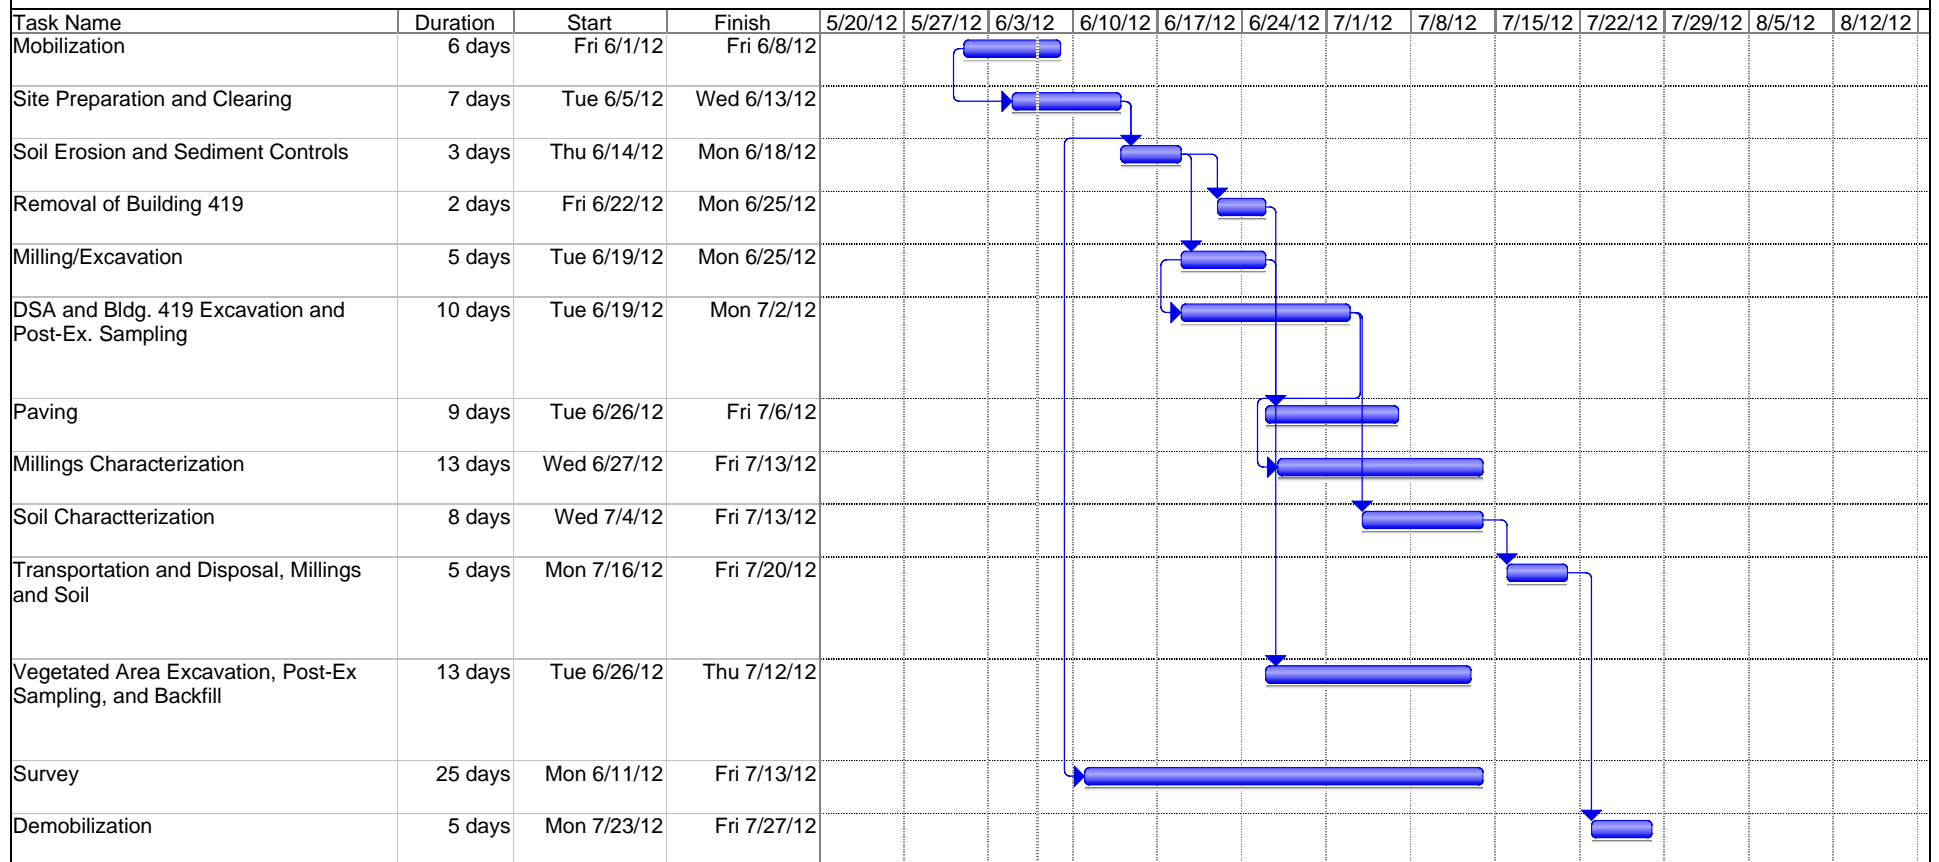 Task Name Duration Start Finish 5/20/12 5/27/12 6/3/12 6/10/12 6/17/12 6/24/12 7/1/12 7/8/12 7/15/12 7/22/12 7/29/12 8/5/12 8/12/12
Mobilization 6 days Fri 6/1/12 Fri 6/8/12
Site Preparation and Clearing 7 days Tue 6/5/12 Wed 6/13/12
Soil Erosion and Sediment Controls 3 days Thu 6/14/12 Mon 6/18/12
Removal of Building 419 2 days Fri 6/22/12 Mon 6/25/12
Milling/Excavation 5 days Tue 6/19/12 Mon 6/25/12
DSA and Bldg. 419 Excavation and 10 days Tue 6/19/12 Mon 7/2/12
Post-Ex. Sampling
Paving 9 days Tue 6/26/12 Fri 7/6/12
Millings Characterization 13 days Wed 6/27/12 Fri 7/13/12
Soil Charactterization 8 days Wed 7/4/12 Fri 7/13/12
Transportation and Disposal, Millings 5 days Mon 7/16/12 Fri 7/20/12
and Soil
Vegetated Area Excavation, Post-Ex 13 days Tue 6/26/12 Thu 7/12/12
Sampling, and Backfill
Survey 25 days Mon 6/11/12 Fri 7/13/12
Demobilization 5 days Mon 7/23/12 Fri 7/27/12